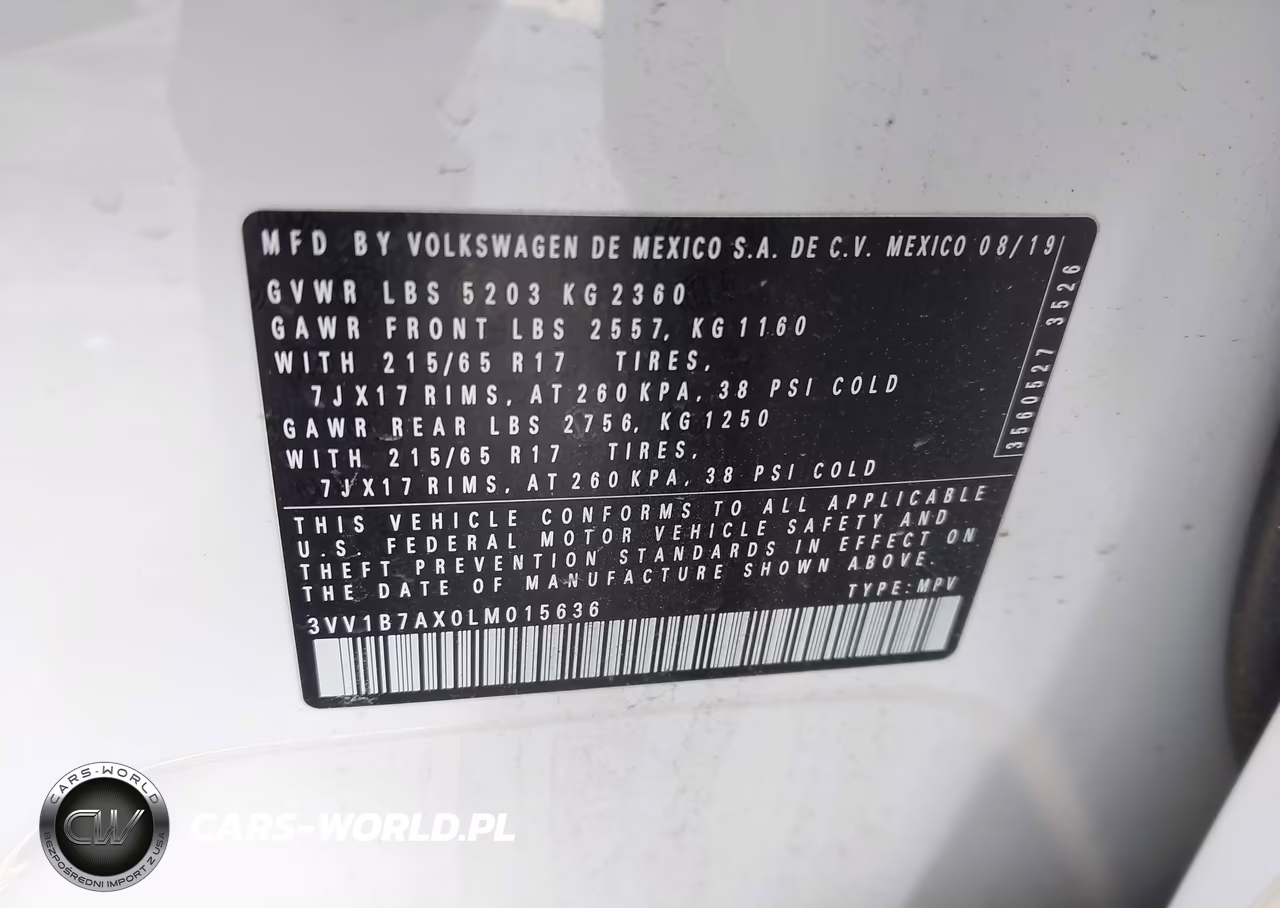 MFD BY VOLKSWAGEN DE MEXICO S.A. DE C.V. MEXICO 08/19
GVWR LBS 5203 KG 2360
GAWR FRONT LBS 2557, KG 1160
WITH 215/65 R17 TIRES,
7JX17 RIMS, AT 260 KPA, 38 PSI COLD
GAWR REAR LBS 2756, KG 1250
WITH 215/65 R17 TIRES,
7JX17 RIMS, AT 260 KPA, 38 PSI COLD
3560527 3526
THIS VEHICLE CONFORMS TO ALL APPLICABLE
U.S. FEDERAL MOTOR VEHICLE SAFETY AND
THEFT PREVENTION STANDARDS IN EFFECT ON
THE DATE OF MANUFACTURE SHOWN ABOVE.
TYPE: MPV
3VV1B7AX0LM015636
CARS-WORLD
CW
BEZPOŚREDNI IMPORT Z USA
CARS-WORLD.PL